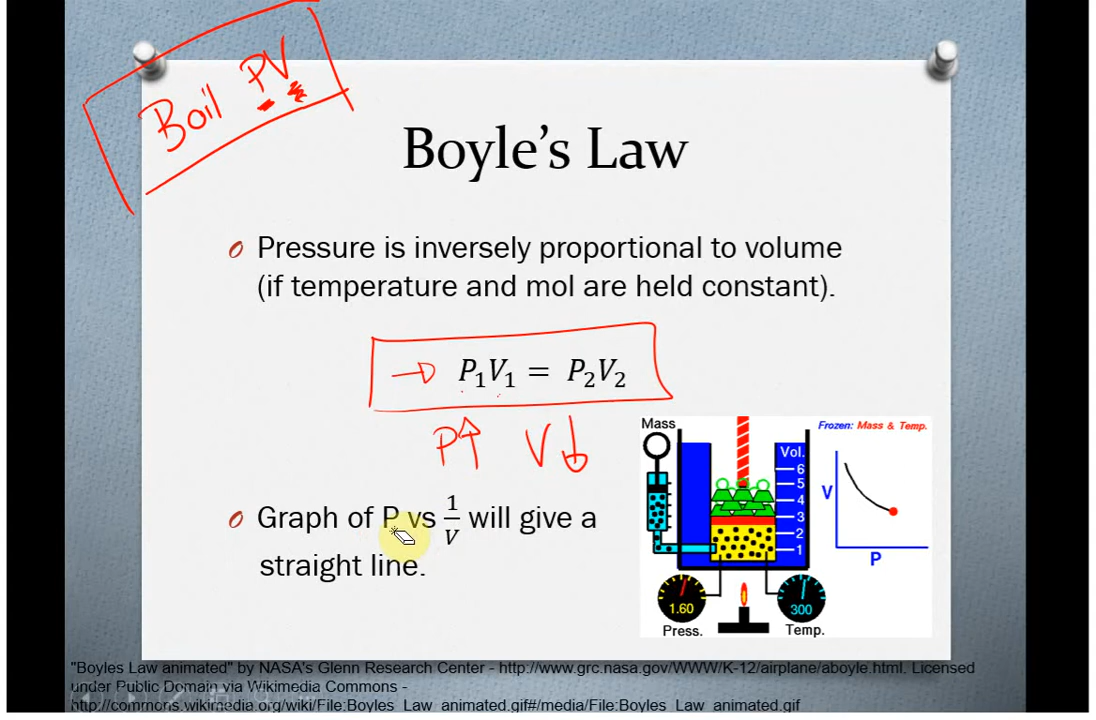 Boil PV
Boyle's Law
Pressure is inversely proportional to volume
(if temperature and mol are held constant).
→ P₁V₁ = P₂V₂
P↑ V↓
Graph of P vs 1/V will give a
straight line.
Mass
Frozen: Mass & Temp.
Vol.
6
5
4
3
2
1
V
P
1.60
300
Press.
Temp.
"Boyles Law animated" by NASA's Glenn Research Center - http://www.grc.nasa.gov/WWW/K-12/airplane/aboyle.html. Licensed
under Public Domain via Wikimedia Commons -
http://commons.wikimedia.org/wiki/File:Boyles_Law_animated.gif#/media/File:Boyles_Law_animated.gif